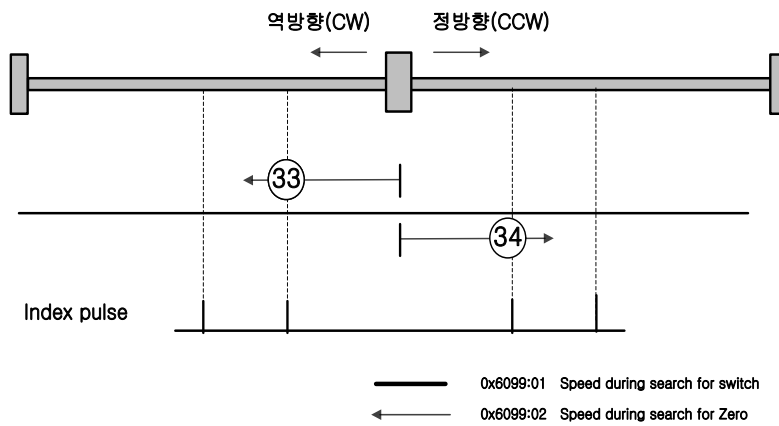 역방향(CW) 정방향(CCW)
33
34
Index pulse
0x6099:01 Speed during search for switch
0x6099:02 Speed during search for Zero